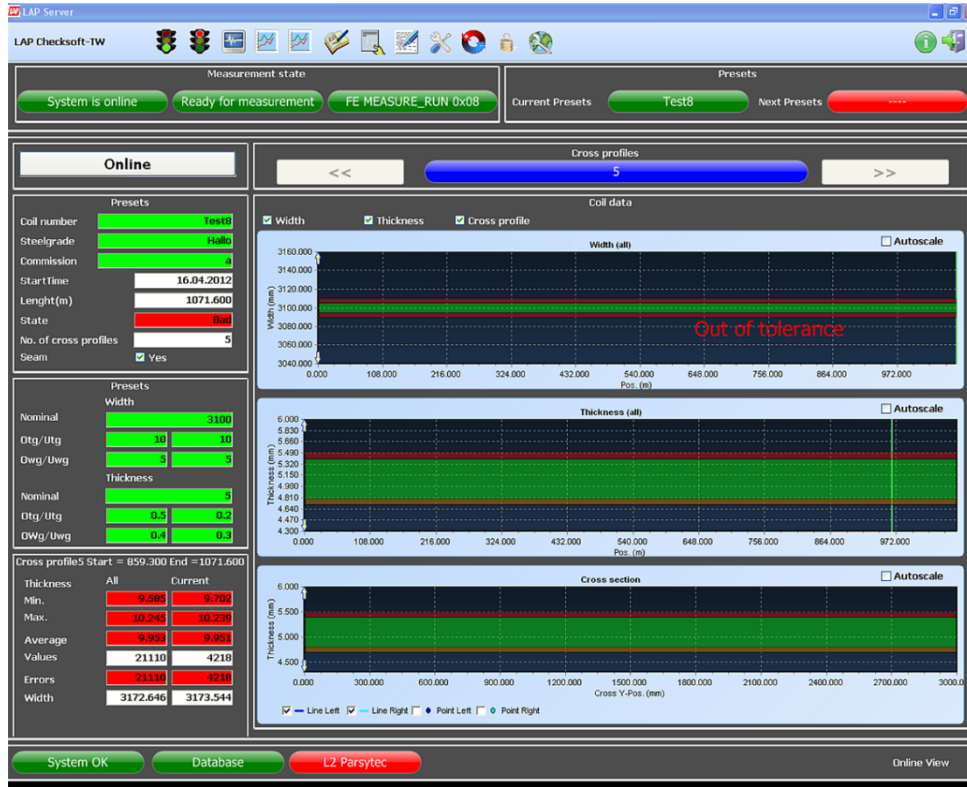 LAP Server
LAP Checksoft-TW
Measurement state
System is online
Ready for measurement
FE MEASURE_RUN 0x08
Presets
Current Presets
Test8
Next Presets
----
Online
Cross profiles
<<
5
>>
Presets
Coil number
Test8
Steelgrade
Hallo
Commission
a
StartTime
16.04.2012
Lenght(m)
1071.600
State
Bad
No. of cross profiles
5
Seam
Yes
Presets
Width
Nominal
3100
Otg/Utg
10
10
Owg/Uwg
5
5
Thickness
Nominal
5
Otg/Utg
0.5
0.2
OWg/Uwg
0.4
0.3
Cross profile5 Start = 859.300 End =1071.600
Thickness
All
Current
Min.
9.585
9.702
Max.
10.245
10.239
Average
9.953
9.951
Values
21110
4218
Errors
21110
4218
Width
3172.646
3173.544
Coil data
Width
Thickness
Cross profile
Width (all)
Autoscale
Width (mm)
3160.000
3140.000
3120.000
3100.000
3080.000
3060.000
3040.000
Out of tolerance
0.000 108.000 216.000 324.000 432.000 540.000 648.000 756.000 864.000 972.000
Pos. (m)
Thickness (all)
Autoscale
Thickness (mm)
6.000
5.830
5.660
5.490
5.320
5.150
4.980
4.810
4.640
4.470
4.300
0.000 108.000 216.000 324.000 432.000 540.000 648.000 756.000 864.000 972.000
Pos. (m)
Cross section
Autoscale
Thickness (mm)
6.000
5.500
5.000
4.500
0.000 300.000 600.000 900.000 1200.000 1500.000 1800.000 2100.000 2400.000 2700.000 3000.0
Cross Y-Pos. (mm)
Line Left
Line Right
Point Left
Point Right
System OK
Database
L2 Parsytec
Online View